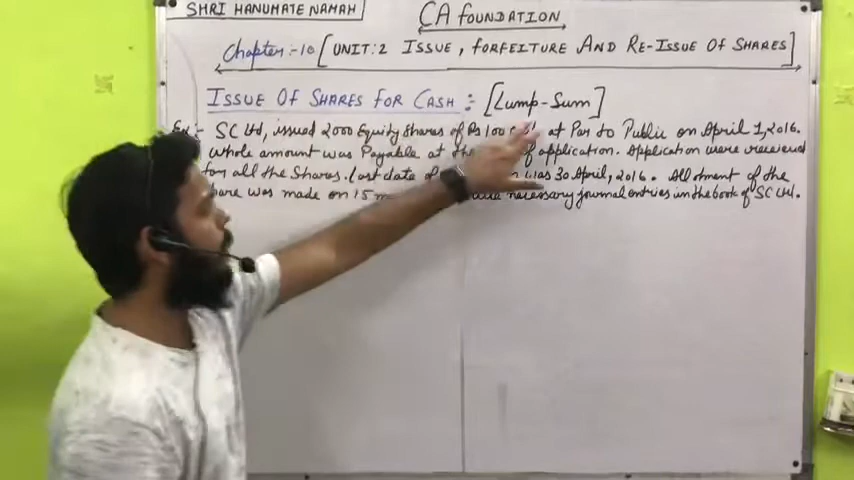 SHRI HANUMATE NAMAH
CA FOUNDATION
Chapter:-10 [UNIT:2 ISSUE, FORFEITURE AND RE-ISSUE OF SHARES]
ISSUE OF SHARES FOR CASH :- [Lump-Sum]
Ex:- SC Ltd, issued 2000 Equity Shares of Rs 100 at Par to Public on April 1, 2016.
Whole amount was Payable at the of application. Application were received
for all the Shares. Last date of was 30 April, 2016. Allotment of the
Share was made on 15 necessary journal entries in the book of SC Ltd.